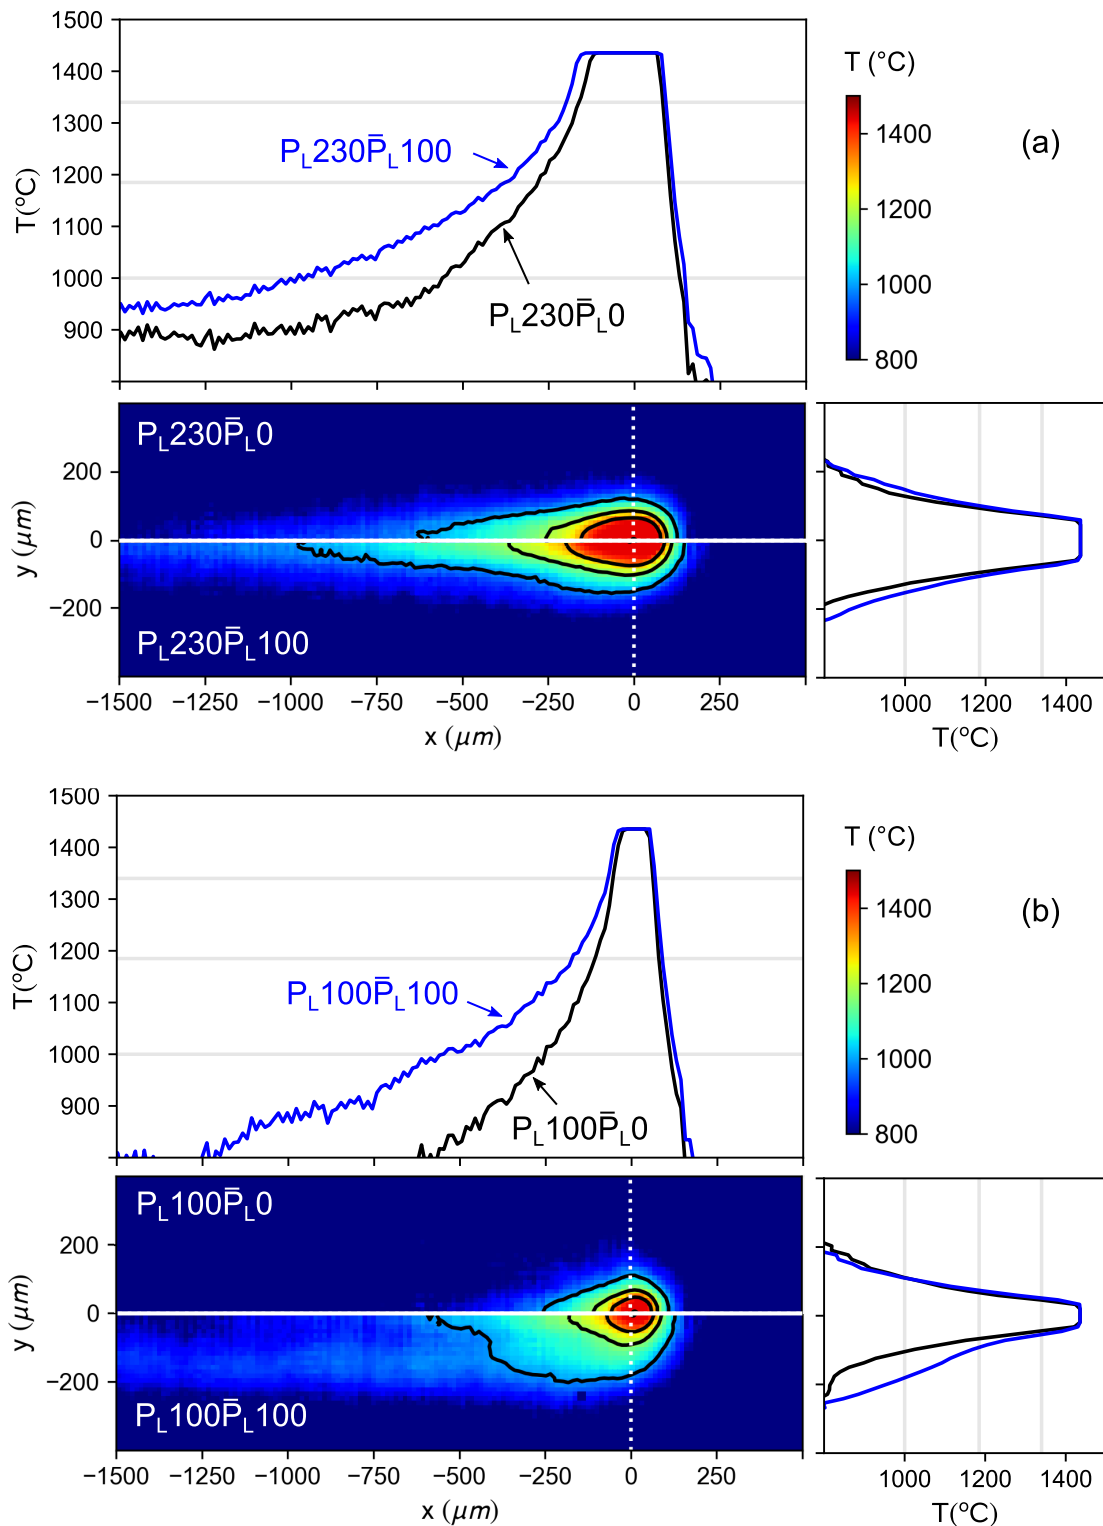 1500
1400
1300
1200
1100
1000
900
T(°C)
P_L230P̅_L100
P_L230P̅_L0
T (°C)
1400
1200
1000
800
(a)
P_L230P̅_L0
P_L230P̅_L100
200
0
−200
y (μm)
−1500 −1250 −1000 −750 −500 −250 0 250
x (μm)
1000 1200 1400
T(°C)
1500
1400
1300
1200
1100
1000
900
T(°C)
P_L100P̅_L100
P_L100P̅_L0
T (°C)
1400
1200
1000
800
(b)
P_L100P̅_L0
P_L100P̅_L100
200
0
−200
y (μm)
−1500 −1250 −1000 −750 −500 −250 0 250
x (μm)
1000 1200 1400
T(°C)